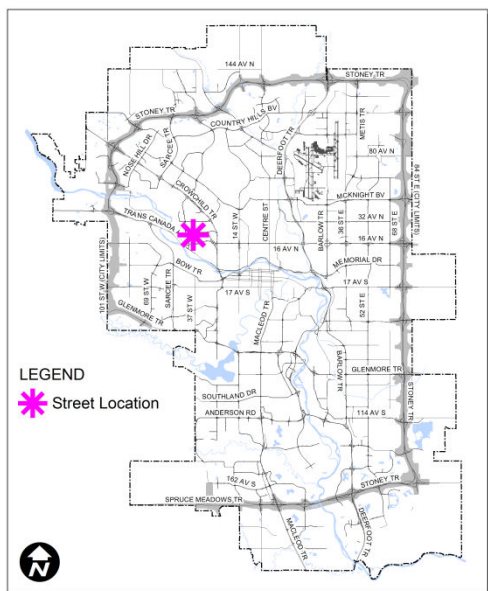 144 AV N
STONEY TR
STONEY TR
COUNTRY HILLS BV
NOSE HILL DR
SARCEE TR
DEERFOOT TR
METIS TR
80 AV N
CROWCHILD TR
MCKNIGHT BV
84 ST E (CITY LIMITS)
TRANS CANADA
14 ST W
CENTRE ST
BARLOW TR
36 ST E
32 AV N
68 ST E
16 AV N
16 AV N
101 ST W (CITY LIMITS)
BOW TR
MEMORIAL DR
69 ST W
SARCEE TR
37 ST W
17 AV S
17 AV S
52 ST E
GLENMORE TR
MACLEOD TR
BARLOW TR
GLENMORE TR
LEGEND
Street Location
SOUTHLAND DR
STONEY TR
ANDERSON RD
114 AV S
162 AV S
STONEY TR
SPRUCE MEADOWS TR
MACLEOD TR
DEERFOOT TR
N